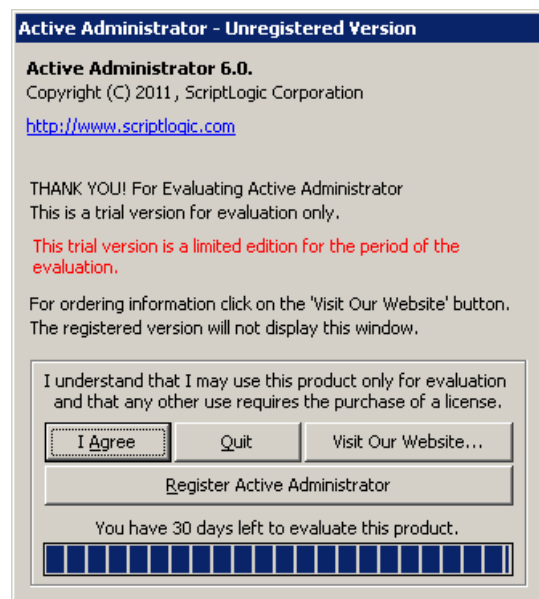 Active Administrator - Unregistered Version
Active Administrator 6.0.
Copyright (C) 2011, ScriptLogic Corporation
http://www.scriptlogic.com
THANK YOU! For Evaluating Active Administrator
This is a trial version for evaluation only.
This trial version is a limited edition for the period of the
evaluation.
For ordering information click on the 'Visit Our Website' button.
The registered version will not display this window.
I understand that I may use this product only for evaluation
and that any other use requires the purchase of a license.
I Agree Quit Visit Our Website...
Register Active Administrator
You have 30 days left to evaluate this product.